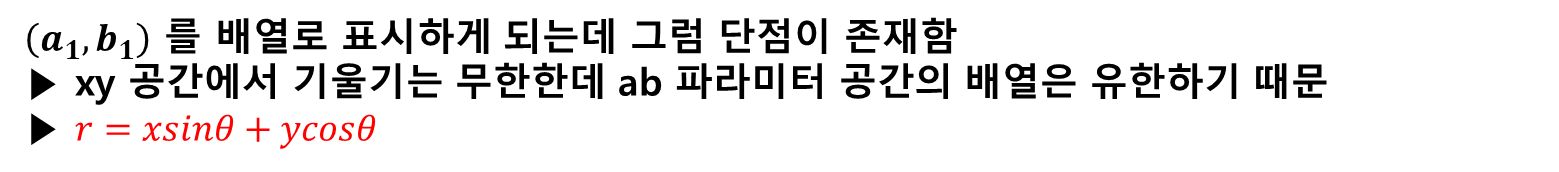 (a₁, b₁) 를 배열로 표시하게 되는데 그럼 단점이 존재함
▶ xy 공간에서 기울기는 무한한데 ab 파라미터 공간의 배열은 유한하기 때문
▶ r = xsinθ + ycosθ